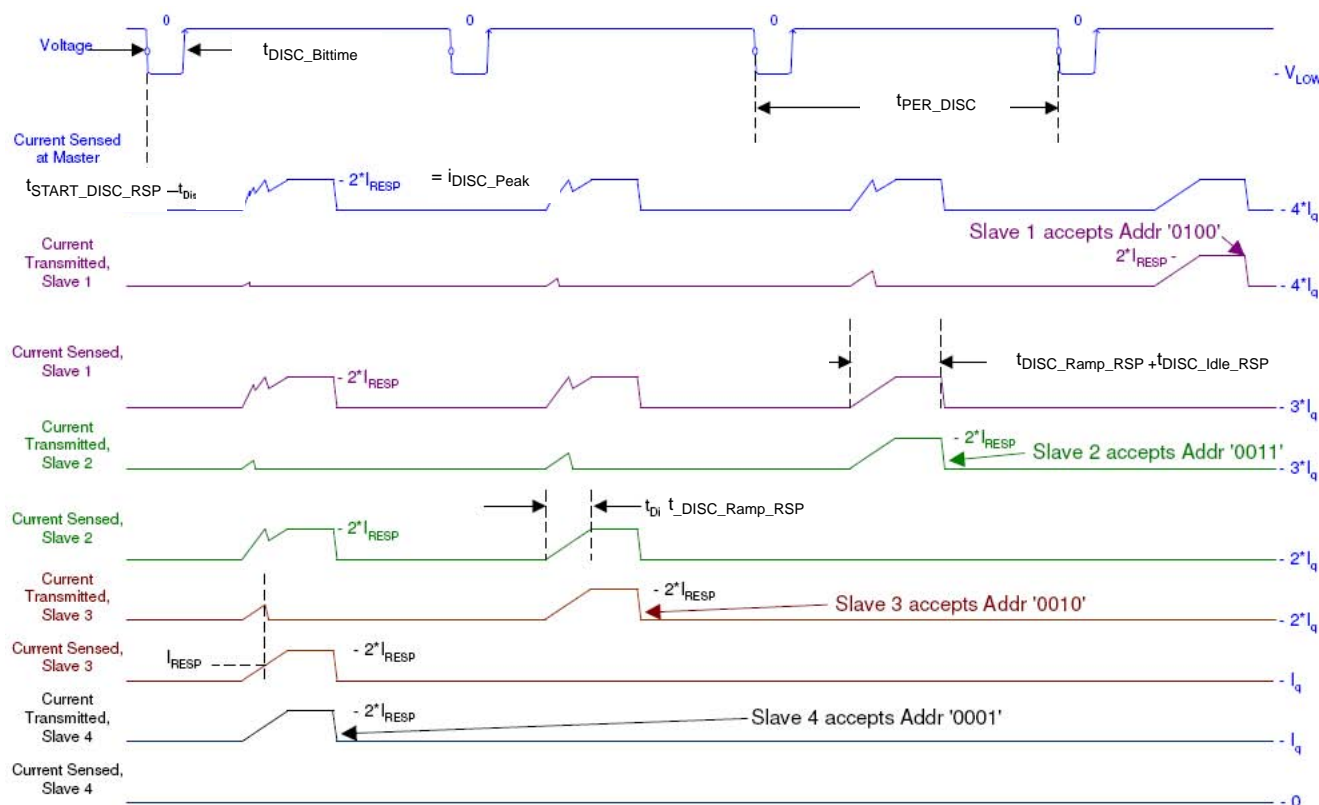 0 0 0 0
Voltage
tDISC_Bittime
- VLOW
tPER_DISC
Current Sensed
at Master
tSTART_DISC_RSP
tDis
- 2*IRESP
= iDISC_Peak
- 4*Iq
Slave 1 accepts Addr '0100'
Current
Transmitted,
Slave 1
2*IRESP -
- 4*Iq
Current Sensed,
Slave 1
- 2*IRESP
tDISC_Ramp_RSP +tDISC_Idle_RSP
- 3*Iq
Current
Transmitted,
Slave 2
- 2*IRESP
Slave 2 accepts Addr '0011'
- 3*Iq
Current Sensed,
Slave 2
- 2*IRESP
tDi t_DISC_Ramp_RSP
- 2*Iq
Current
Transmitted,
Slave 3
- 2*IRESP
Slave 3 accepts Addr '0010'
- 2*Iq
Current Sensed,
Slave 3
IRESP
- 2*IRESP
- Iq
Current
Transmitted,
Slave 4
- 2*IRESP
Slave 4 accepts Addr '0001'
- Iq
Current Sensed,
Slave 4
- 0